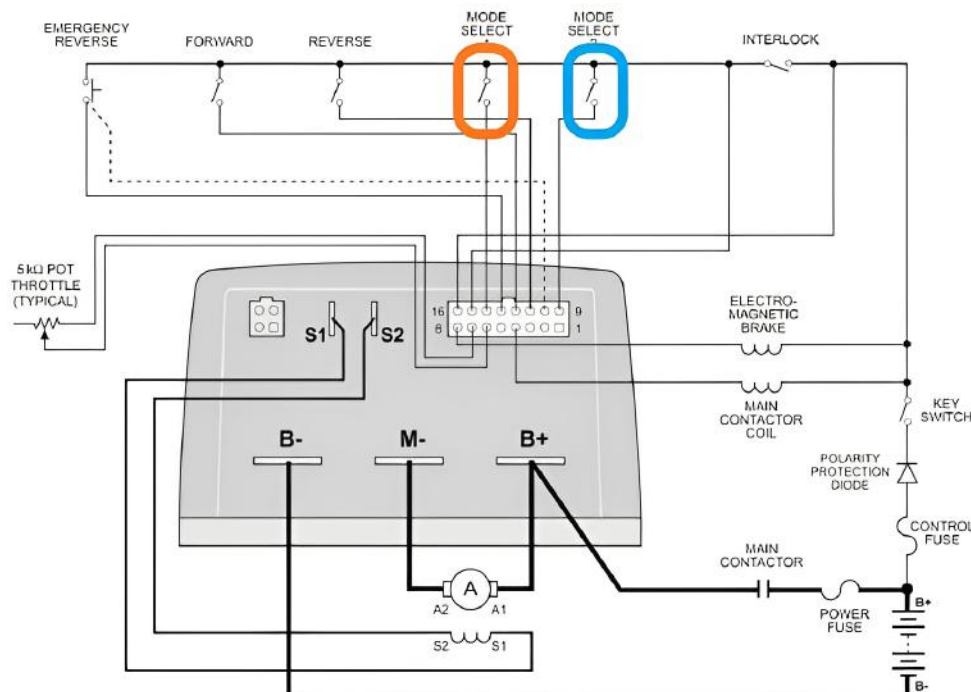 EMERGENCY
REVERSE
FORWARD
REVERSE
MODE
SELECT
MODE
SELECT
INTERLOCK
5 kΩ POT
THROTTLE
(TYPICAL)
S1
S2
16
9
8
1
ELECTRO-
MAGNETIC
BRAKE
MAIN
CONTACTOR
COIL
KEY
SWITCH
POLARITY
PROTECTION
DIODE
CONTROL
FUSE
B-
M-
B+
MAIN
CONTACTOR
POWER
FUSE
A2
A
A1
S2
S1
B+
B-